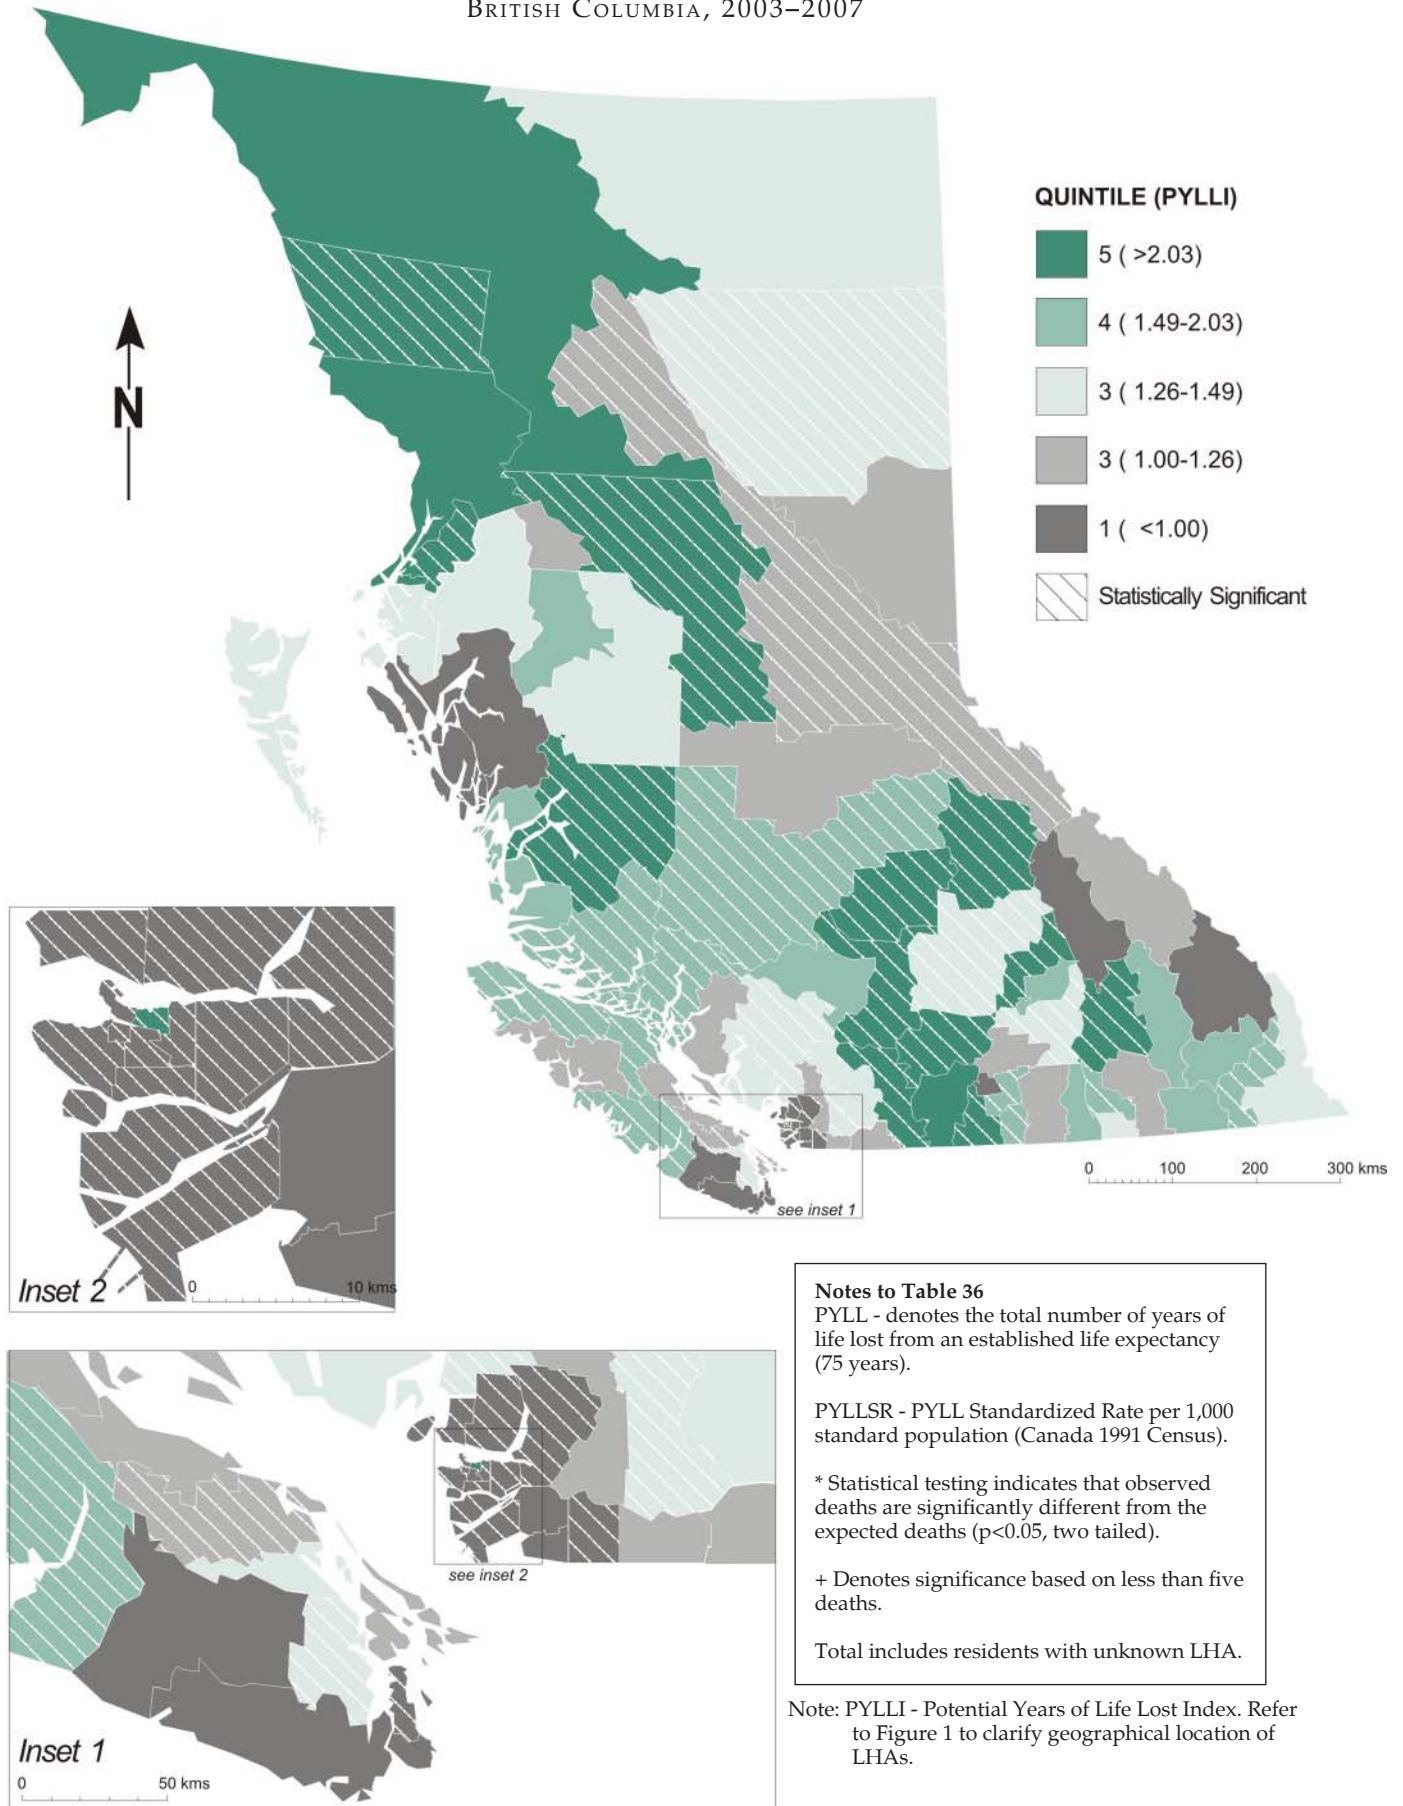 BRITISH COLUMBIA, 2003–2007
QUINTILE (PYLLI)
5 ( >2.03)
4 ( 1.49-2.03)
3 ( 1.26-1.49)
3 ( 1.00-1.26)
1 ( <1.00)
Statistically Significant
N
0 100 200 300 kms
see inset 1
Inset 2
0 10 kms
Notes to Table 36
PYLL - denotes the total number of years of
life lost from an established life expectancy
(75 years).
PYLLSR - PYLL Standardized Rate per 1,000
standard population (Canada 1991 Census).
* Statistical testing indicates that observed
deaths are significantly different from the
expected deaths (p<0.05, two tailed).
+ Denotes significance based on less than five
deaths.
Total includes residents with unknown LHA.
see inset 2
Inset 1
0 50 kms
Note: PYLLI - Potential Years of Life Lost Index. Refer
to Figure 1 to clarify geographical location of
LHAs.